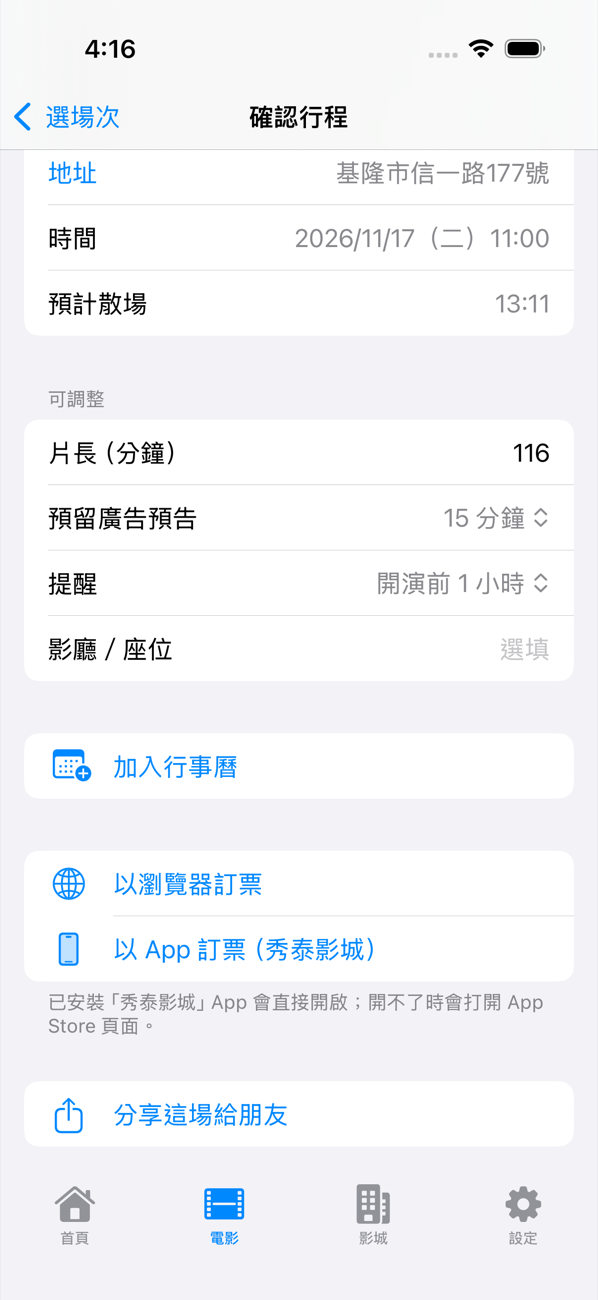 4:16
選場次
確認行程
地址
基隆市信一路177號
時間
2026/11/17（二）11:00
預計散場
13:11
可調整
片長（分鐘）
116
預留廣告預告
15 分鐘
提醒
開演前 1 小時
影廳 / 座位
選填
加入行事曆
以瀏覽器訂票
以 App 訂票（秀泰影城）
已安裝「秀泰影城」App 會直接開啟；開不了時會打開 App
Store 頁面。
分享這場給朋友
首頁
電影
影城
設定